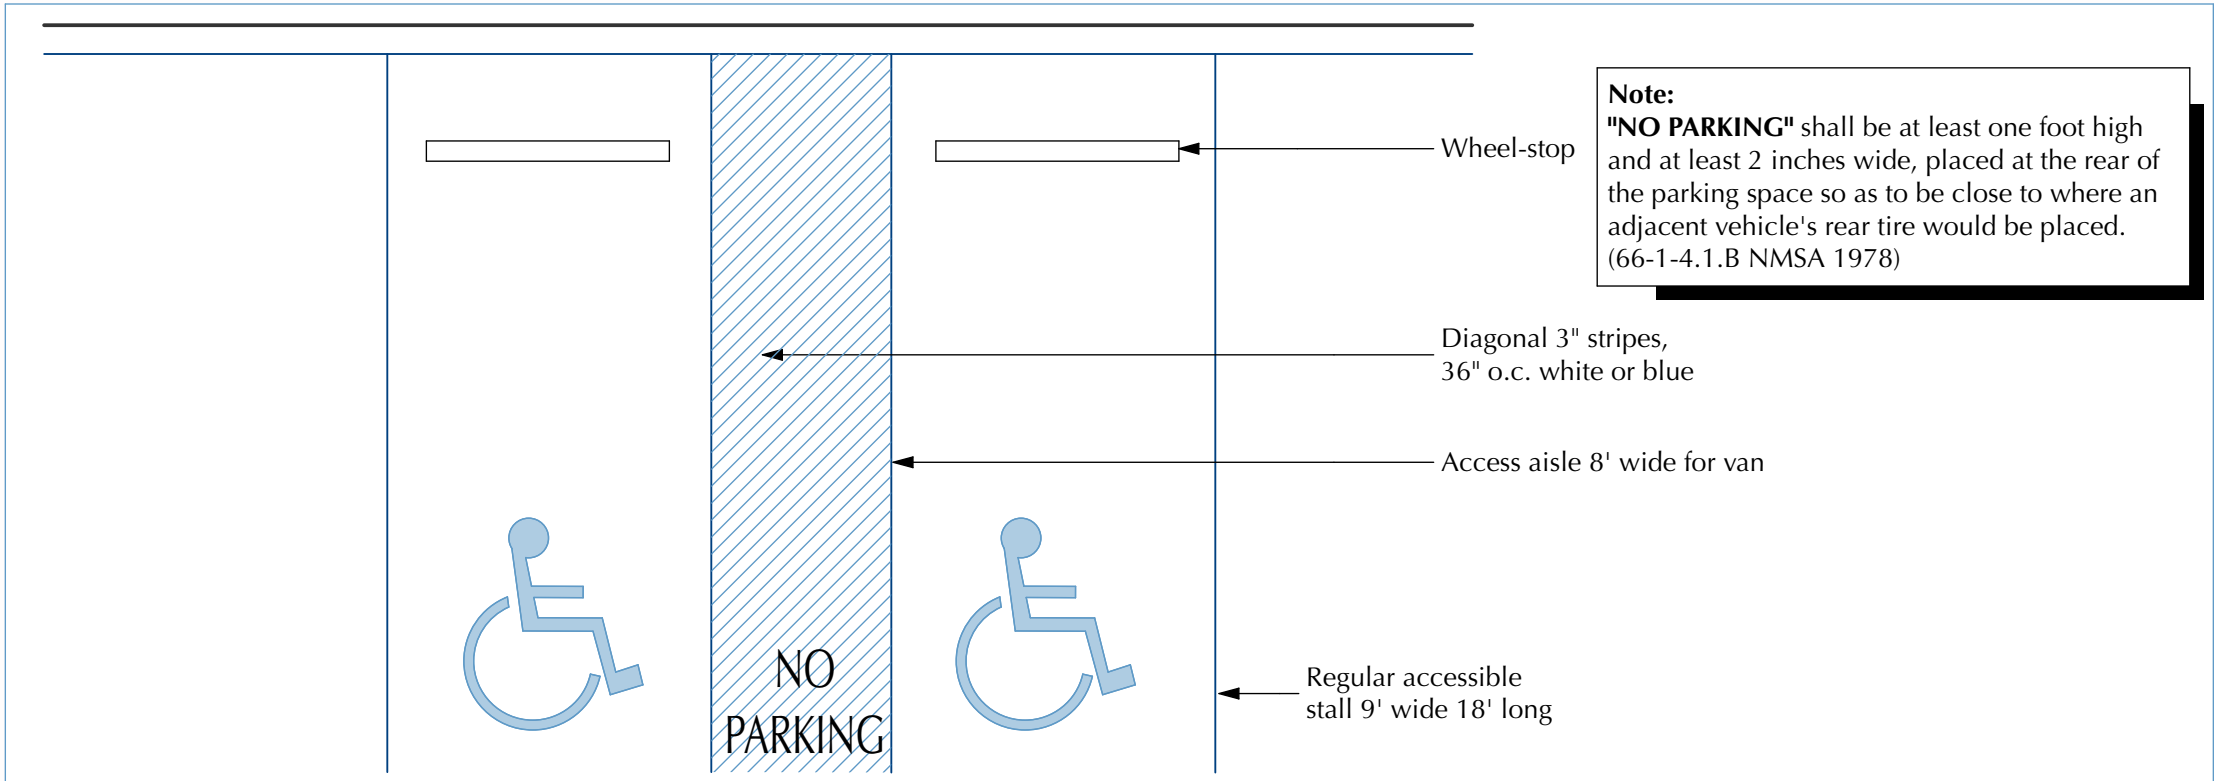 Note:
"NO PARKING" shall be at least one foot high
and at least 2 inches wide, placed at the rear of
the parking space so as to be close to where an
adjacent vehicle's rear tire would be placed.
(66-1-4.1.B NMSA 1978)
Wheel-stop
Diagonal 3" stripes,
36" o.c. white or blue
Access aisle 8' wide for van
NO
PARKING
Regular accessible
stall 9' wide 18' long